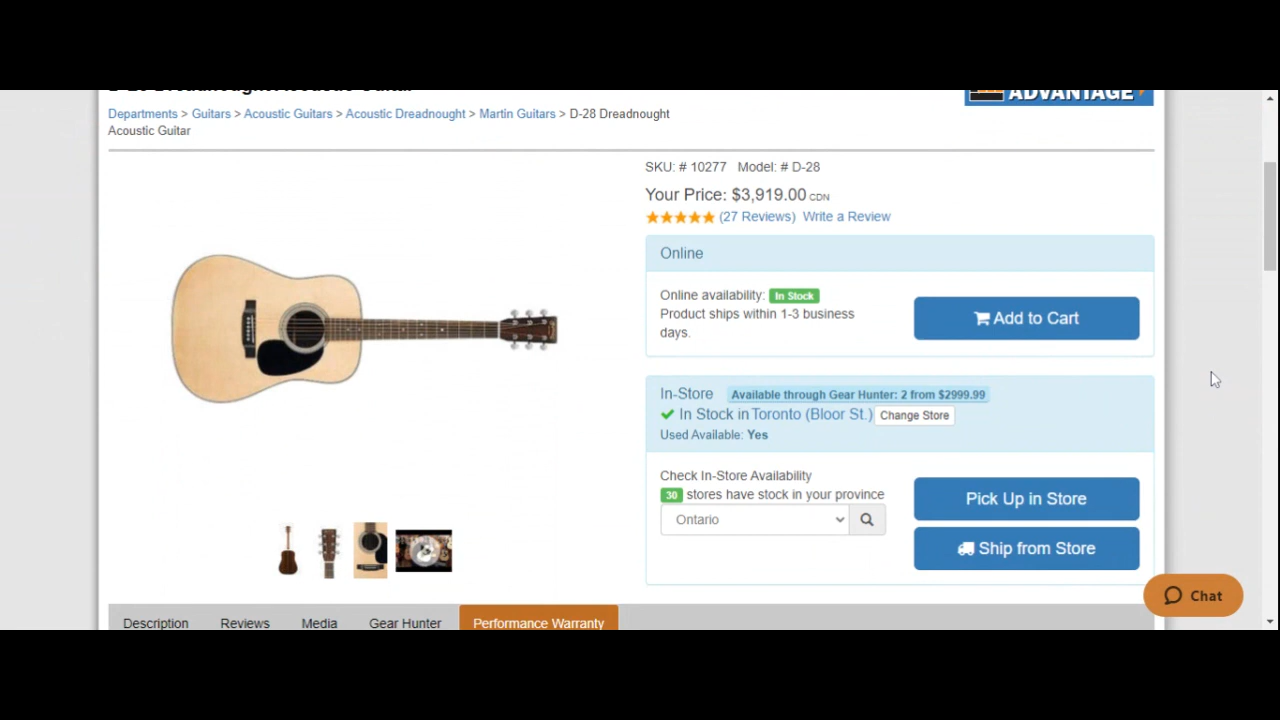 D-28 Dreadnought Acoustic Guitar
ADVANTAGE
Departments > Guitars > Acoustic Guitars > Acoustic Dreadnought > Martin Guitars > D-28 Dreadnought
Acoustic Guitar
SKU: # 10277 Model: # D-28
Your Price: $3,919.00 CDN
(27 Reviews) Write a Review
Online
Online availability: In Stock
Product ships within 1-3 business
days.
Add to Cart
In-Store Available through Gear Hunter: 2 from $2999.99
In Stock in Toronto (Bloor St.) Change Store
Used Available: Yes
Check In-Store Availability
30 stores have stock in your province
Ontario
Pick Up in Store
Ship from Store
Chat
Description Reviews Media Gear Hunter Performance Warranty